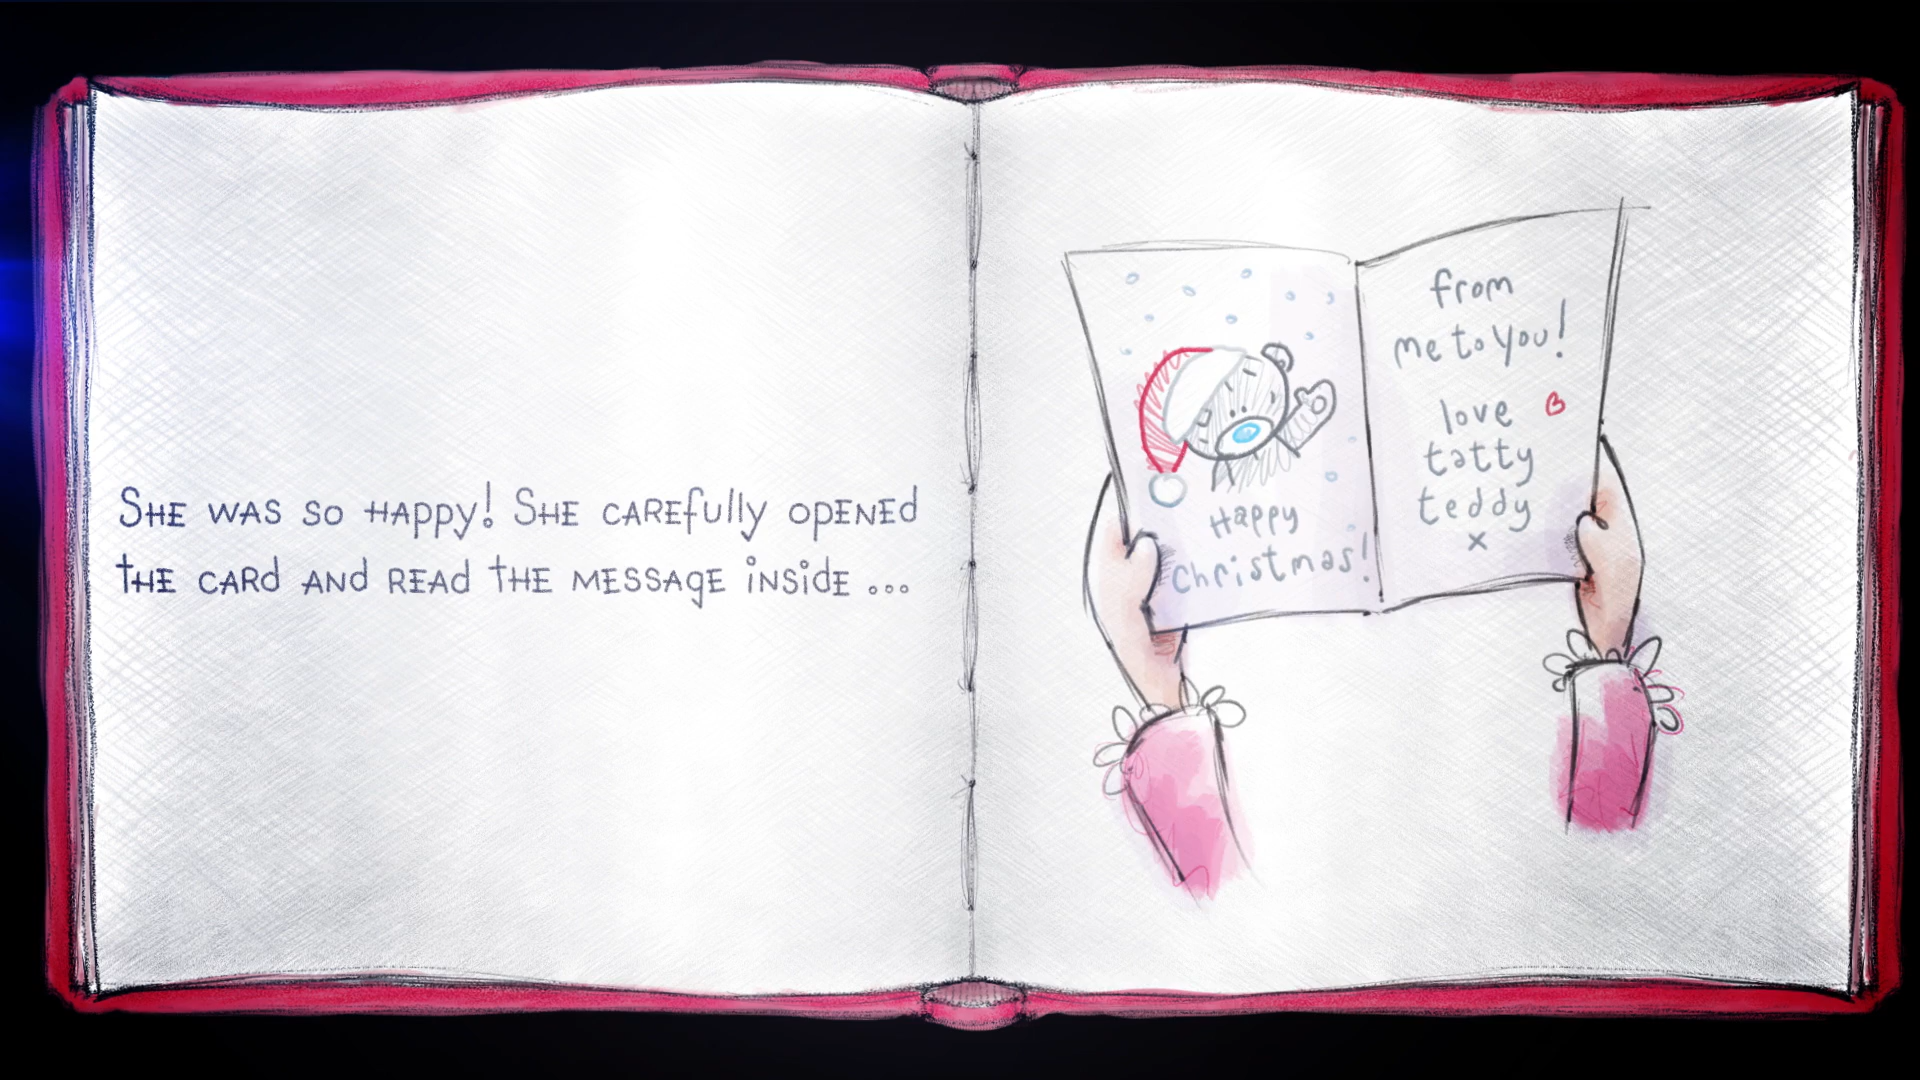 She was so happy! She carefully opened
the card and read the message inside ...
Happy
Christmas!
from
me to you!
love
tatty
teddy
x